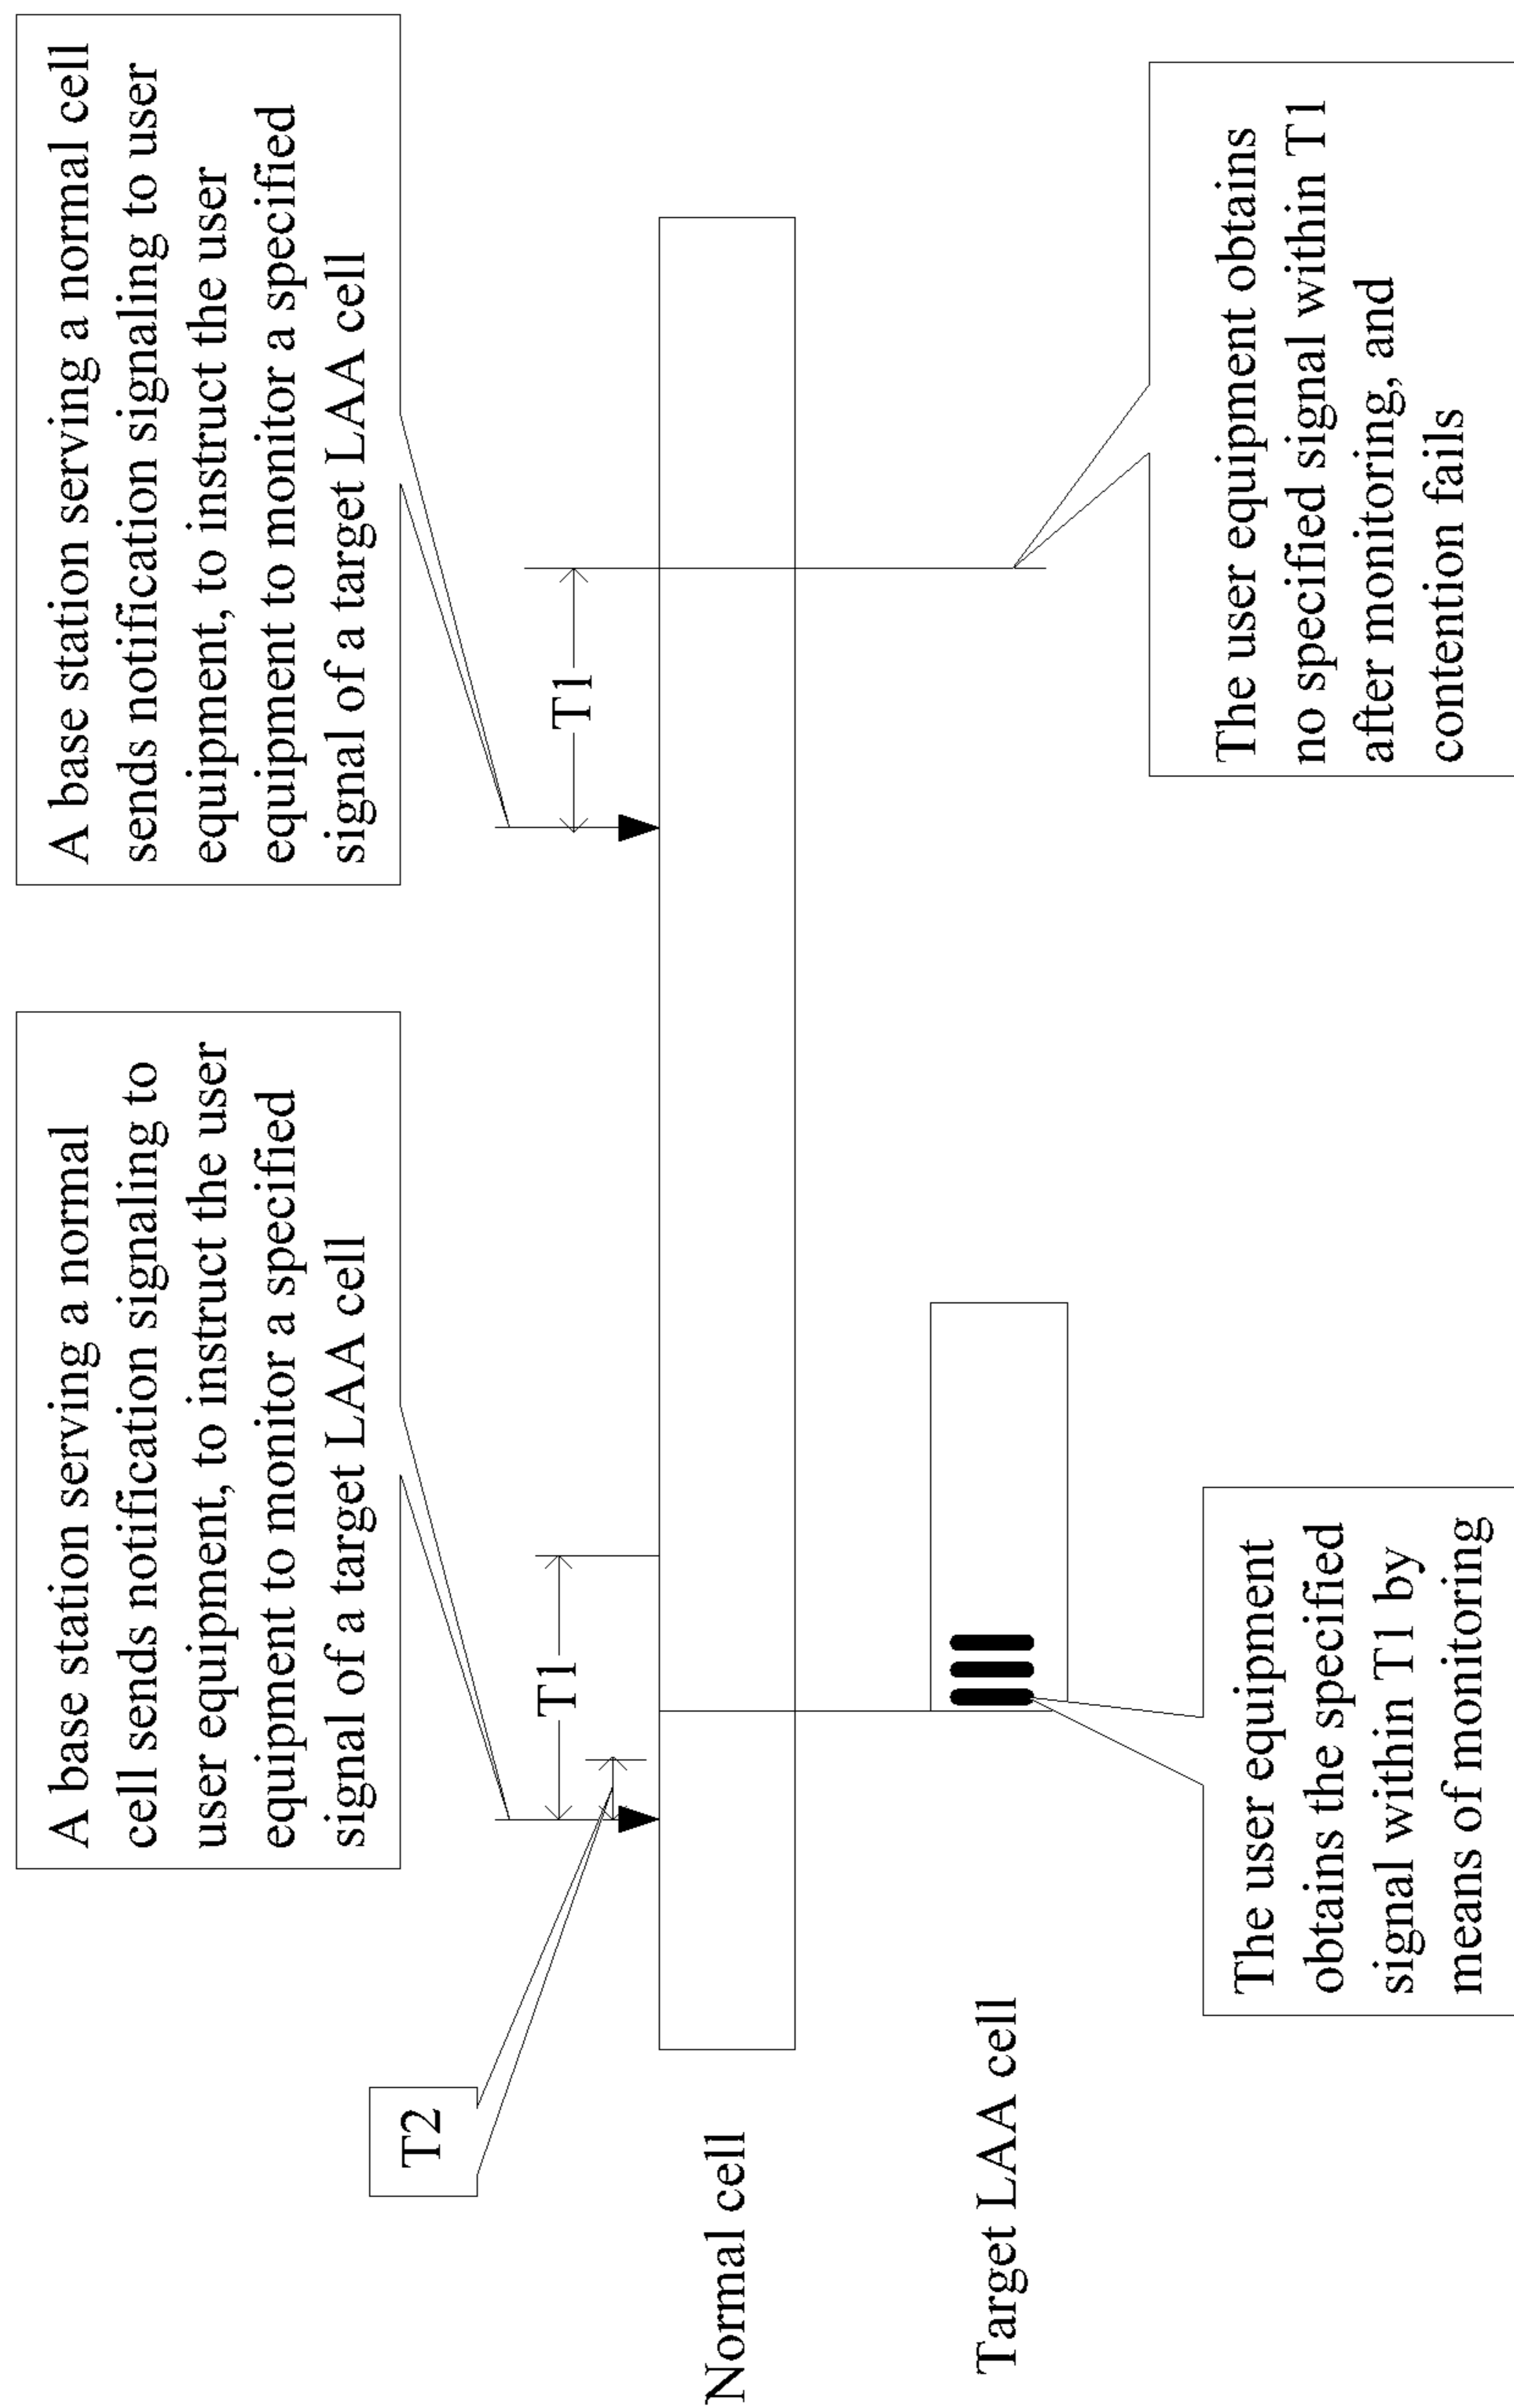 A base station serving a normal
cell sends notification signaling to
user equipment, to instruct the user
equipment to monitor a specified
signal of a target LAA cell
A base station serving a normal cell
sends notification signaling to user
equipment, to instruct the user
equipment to monitor a specified
signal of a target LAA cell
T2
T1
T1
Normal cell
Target LAA cell
The user equipment
obtains the specified
signal within T1 by
means of monitoring
The user equipment obtains
no specified signal within T1
after monitoring, and
contention fails